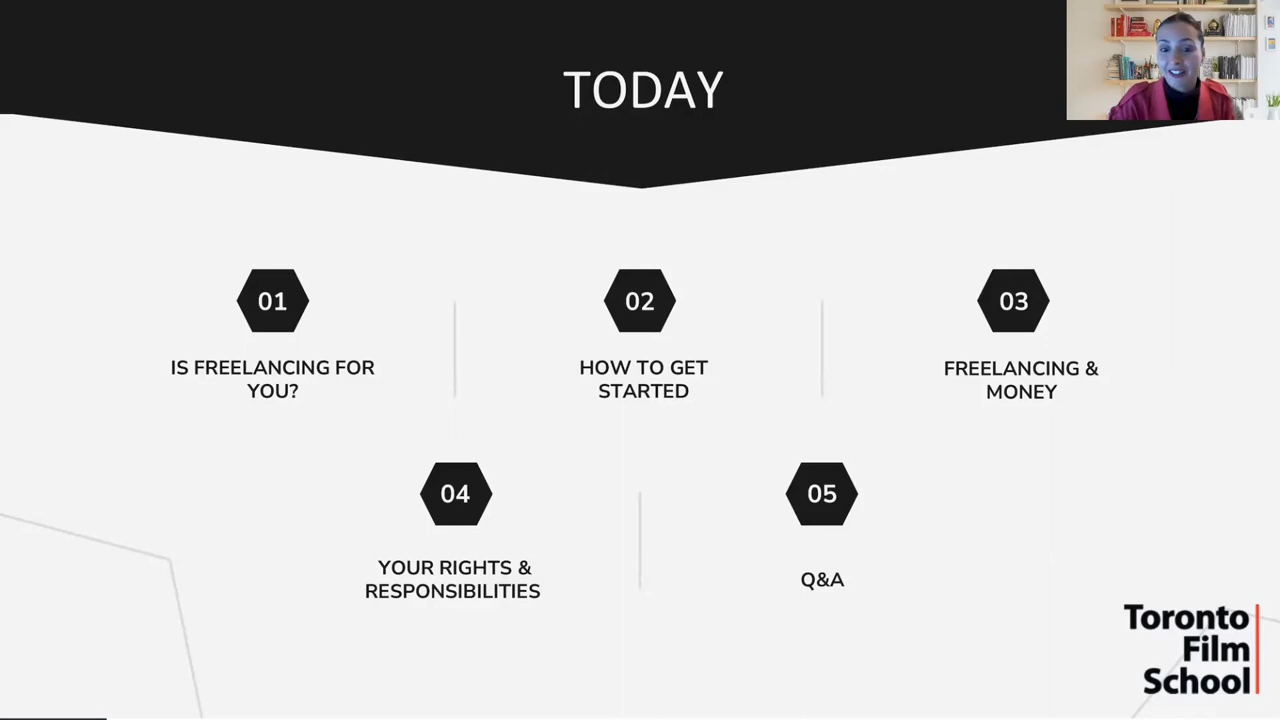 TODAY
01
IS FREELANCING FOR
YOU?
02
HOW TO GET
STARTED
03
FREELANCING &
MONEY
04
YOUR RIGHTS &
RESPONSIBILITIES
05
Q&A
Toronto
Film
School